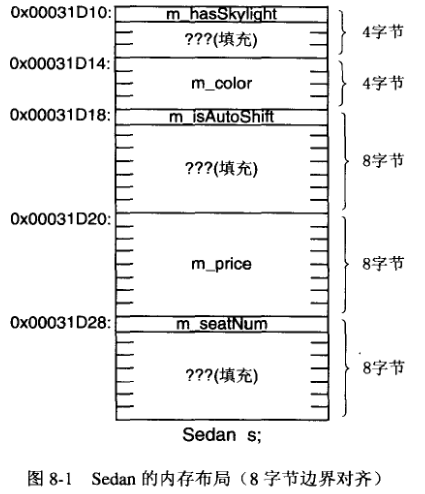 0x00031D10: m_hasSkylight
???(填充) 4字节
0x00031D14:
m_color 4字节
0x00031D18: m_isAutoShift
???(填充) 8字节
0x00031D20:
m_price 8字节
0x00031D28: m_seatNum
???(填充) 8字节
Sedan s;
图 8-1 Sedan 的内存布局（8 字节边界对齐）